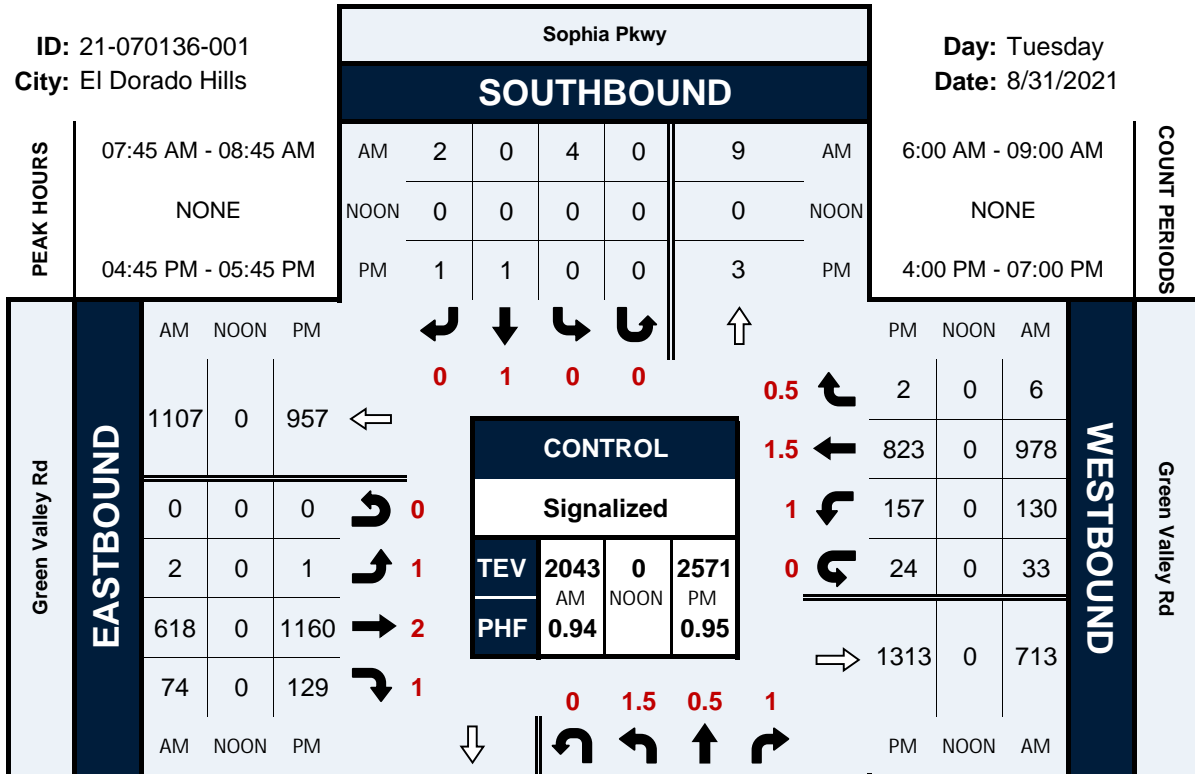 Sophia Pkwy
ID: 21-070136-001
Day: Tuesday
City: El Dorado Hills
Date: 8/31/2021
SOUTHBOUND
PEAK HOURS
COUNT PERIODS
07:45 AM - 08:45 AM AM 2 0 4 0 9 AM 6:00 AM - 09:00 AM
NONE NOON 0 0 0 0 0 NOON NONE
04:45 PM - 05:45 PM PM 1 1 0 0 3 PM 4:00 PM - 07:00 PM
AM NOON PM
PM NOON AM
0 1 0 0
0.5 2 0 6
1107 0 957
1.5 823 0 978
CONTROL
Signalized
0 0 0 0
1 157 0 130
2 0 1 1
TEV 2043 0 2571
AM NOON PM
PHF 0.94 0.95
0 24 0 33
618 0 1160 2
1313 0 713
74 0 129 1
0 1.5 0.5 1
AM NOON PM
PM NOON AM
Green Valley Rd
EASTBOUND
WESTBOUND
Green Valley Rd